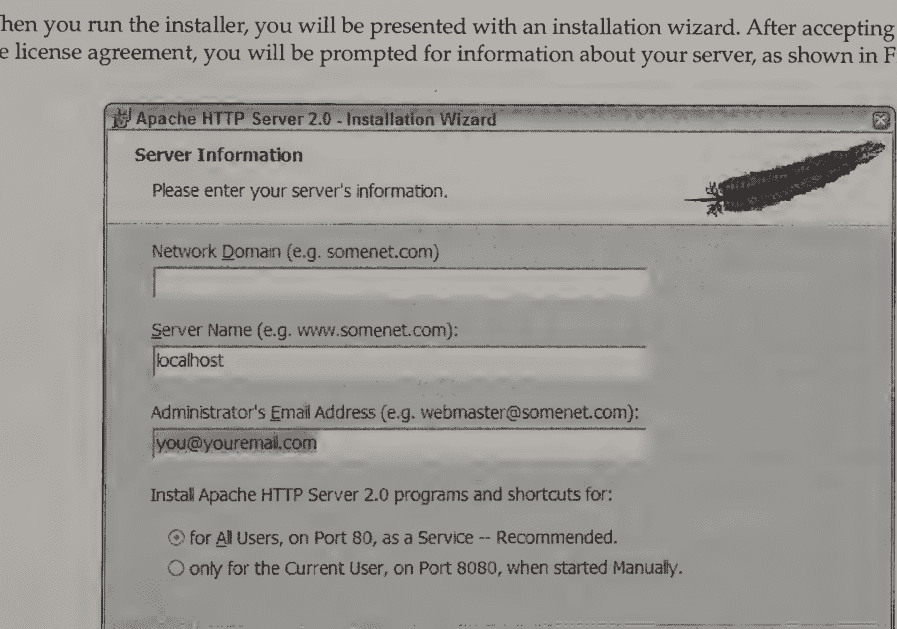 hen you run the installer, you will be presented with an installation wizard. After accepting
e license agreement, you will be prompted for information about your server, as shown in F
Apache HTTP Server 2.0 - Installation Wizard
Server Information
Please enter your server's information.
Network Domain (e.g. somenet.com)
Server Name (e.g. www.somenet.com):
localhost
Administrator's Email Address (e.g. webmaster@somenet.com):
you@youremail.com
Install Apache HTTP Server 2.0 programs and shortcuts for:
for All Users, on Port 80, as a Service -- Recommended.
only for the Current User, on Port 8080, when started Manually.